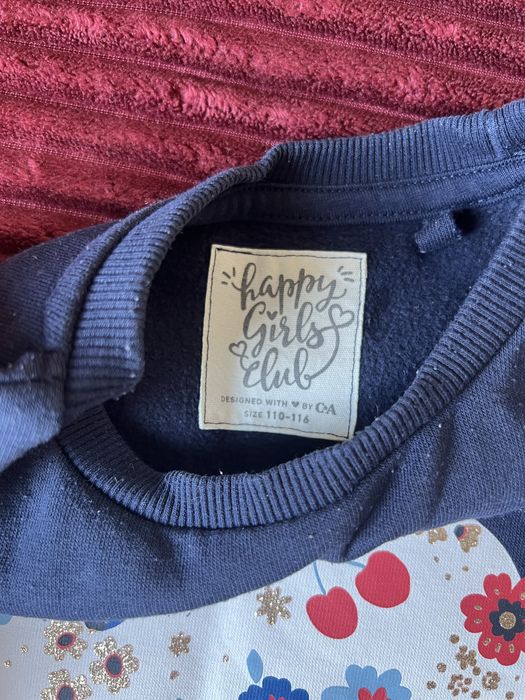 happy
Girls
club
DESIGNED WITH ♥ BY C&A
SIZE 110-116